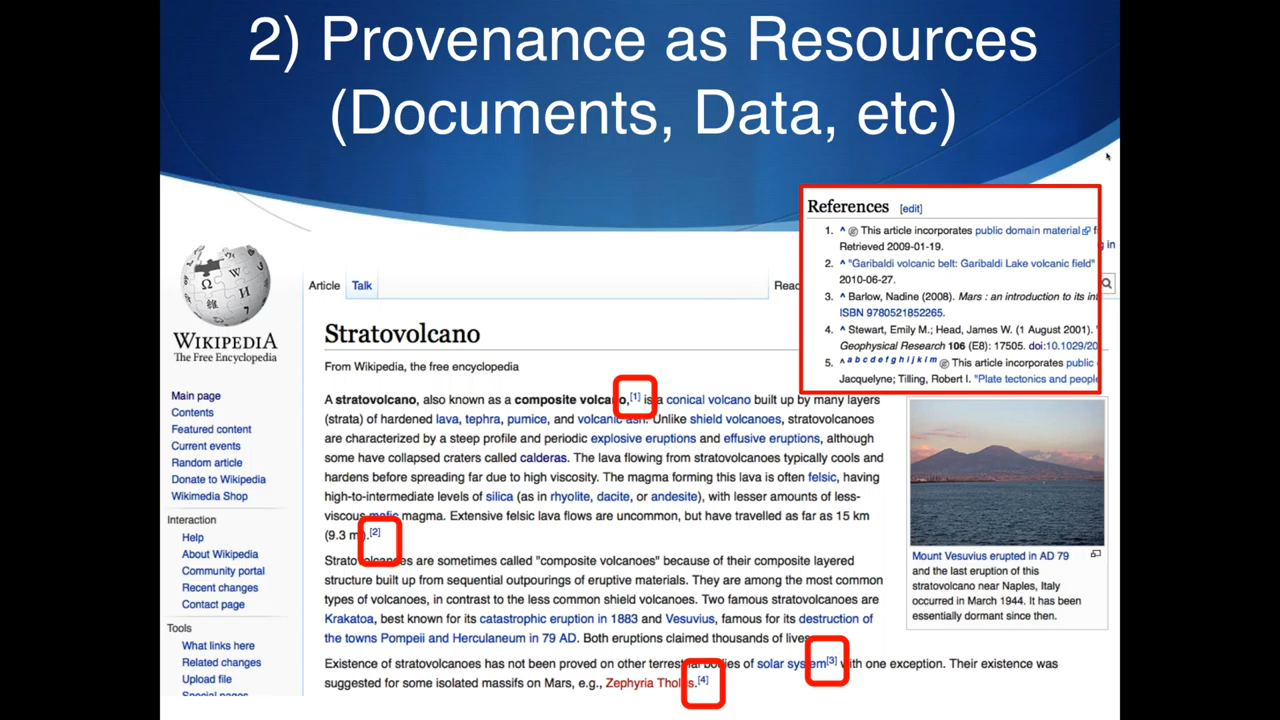 2) Provenance as Resources
(Documents, Data, etc)
References [edit]
1. ^ This article incorporates public domain material
Retrieved 2009-01-19.
2. ^ "Garibaldi volcanic belt: Garibaldi Lake volcanic field"
2010-06-27.
3. ^ Barlow, Nadine (2008). Mars : an introduction to its
ISBN 9780521852265.
4. ^ Stewart, Emily M.; Head, James W. (1 August 2001).
Geophysical Research 106 (E8): 17505. doi:10.1029/20
5. ^ a b c d e f g h i j k l m This article incorporates public
Jacquelyne; Tilling, Robert I. "Plate tectonics and people
in
WIKIPEDIA
The Free Encyclopedia
Main page
Contents
Featured content
Current events
Random article
Donate to Wikipedia
Wikimedia Shop
Interaction
Help
About Wikipedia
Community portal
Recent changes
Contact page
Tools
What links here
Related changes
Upload file
Special pages
Article Talk Read
Stratovolcano
From Wikipedia, the free encyclopedia
A stratovolcano, also known as a composite volcano,[1] is a conical volcano built up by many layers
(strata) of hardened lava, tephra, pumice, and volcanic ash. Unlike shield volcanoes, stratovolcanoes
are characterized by a steep profile and periodic explosive eruptions and effusive eruptions, although
some have collapsed craters called calderas. The lava flowing from stratovolcanoes typically cools and
hardens before spreading far due to high viscosity. The magma forming this lava is often felsic, having
high-to-intermediate levels of silica (as in rhyolite, dacite, or andesite), with lesser amounts of less-
viscous mafic magma. Extensive felsic lava flows are uncommon, but have travelled as far as 15 km
(9.3 m).[2]
Stratovolcanoes are sometimes called "composite volcanoes" because of their composite layered
structure built up from sequential outpourings of eruptive materials. They are among the most common
types of volcanoes, in contrast to the less common shield volcanoes. Two famous stratovolcanoes are
Krakatoa, best known for its catastrophic eruption in 1883 and Vesuvius, famous for its destruction of
the towns Pompeii and Herculaneum in 79 AD. Both eruptions claimed thousands of lives.
Existence of stratovolcanoes has not been proved on other terrestrial bodies of solar system[3] with one exception. Their existence was
suggested for some isolated massifs on Mars, e.g., Zephyria Tholus.[4]
Mount Vesuvius erupted in AD 79
and the last eruption of this
stratovolcano near Naples, Italy
occurred in March 1944. It has been
essentially dormant since then.